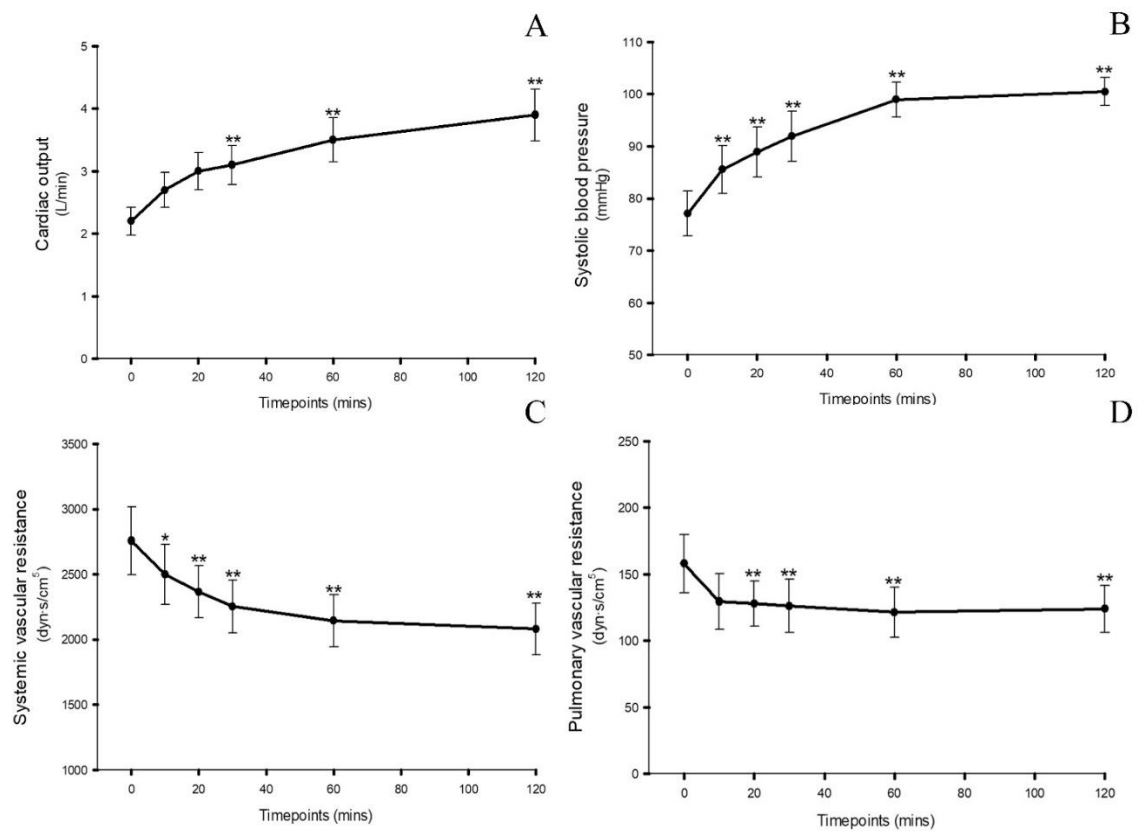 A
5
4
3
2
1
0
Cardiac output
(L/min)
**
**
**
0 20 40 60 80 100 120
Timepoints (mins)
B
110
100
90
80
70
60
50
Systolic blood pressure
(mmHg)
**
**
**
**
**
0 20 40 60 80 100 120
Timepoints (mins)
C
3500
3000
2500
2000
1500
1000
Systemic vascular resistance
(dyn·s/cm⁵)
*
**
**
**
**
0 20 40 60 80 100 120
Timepoints (mins)
D
250
200
150
100
50
0
Pulmonary vascular resistance
(dyn·s/cm⁵)
**
**
**
**
0 20 40 60 80 100 120
Timepoints (mins)